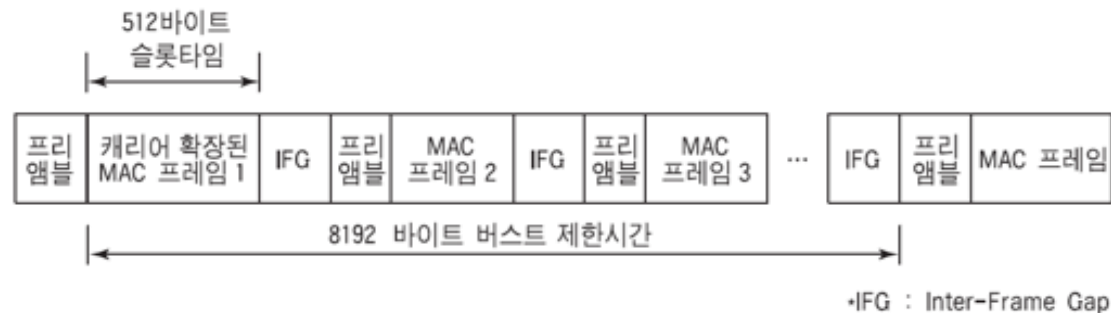 512바이트
슬롯타임
프리
앰블
캐리어 확장된
MAC 프레임 1
IFG
프리
앰블
MAC
프레임 2
IFG
프리
앰블
MAC
프레임 3
...
IFG
프리
앰블
MAC 프레임
8192 바이트 버스트 제한시간
*IFG : Inter-Frame Gap